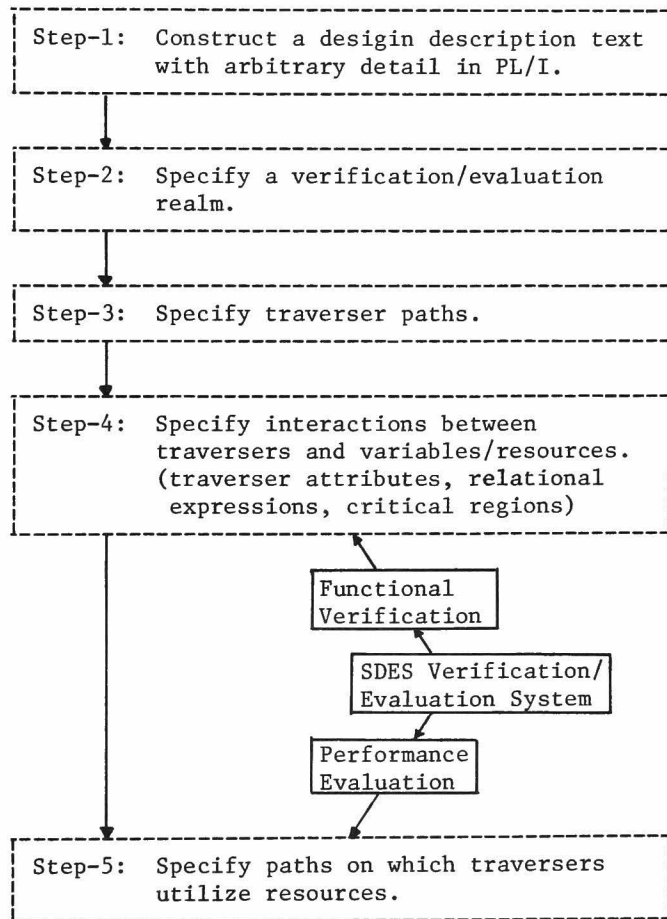 Step-1: Construct a desigin description text
with arbitrary detail in PL/I.
Step-2: Specify a verification/evaluation
realm.
Step-3: Specify traverser paths.
Step-4: Specify interactions between
traversers and variables/resources.
(traverser attributes, relational
expressions, critical regions)
Functional
Verification
SDES Verification/
Evaluation System
Performance
Evaluation
Step-5: Specify paths on which traversers
utilize resources.